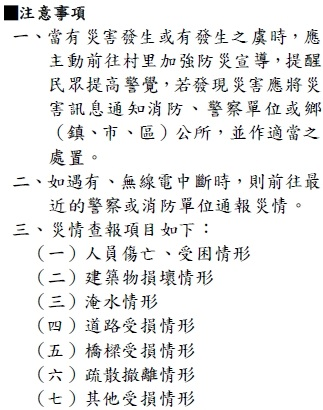 ■注意事項
一、當有災害發生或有發生之虞時，應
主動前往村里加強防災宣導，提醒
民眾提高警覺，若發現災害應將災
害訊息通知消防、警察單位或鄉
（鎮、市、區）公所，並作適當之
處置。
二、如遇有、無線電中斷時，則前往最
近的警察或消防單位通報災情。
三、災情查報項目如下：
（一）人員傷亡、受困情形
（二）建築物損壞情形
（三）淹水情形
（四）道路受損情形
（五）橋樑受損情形
（六）疏散撤離情形
（七）其他受損情形